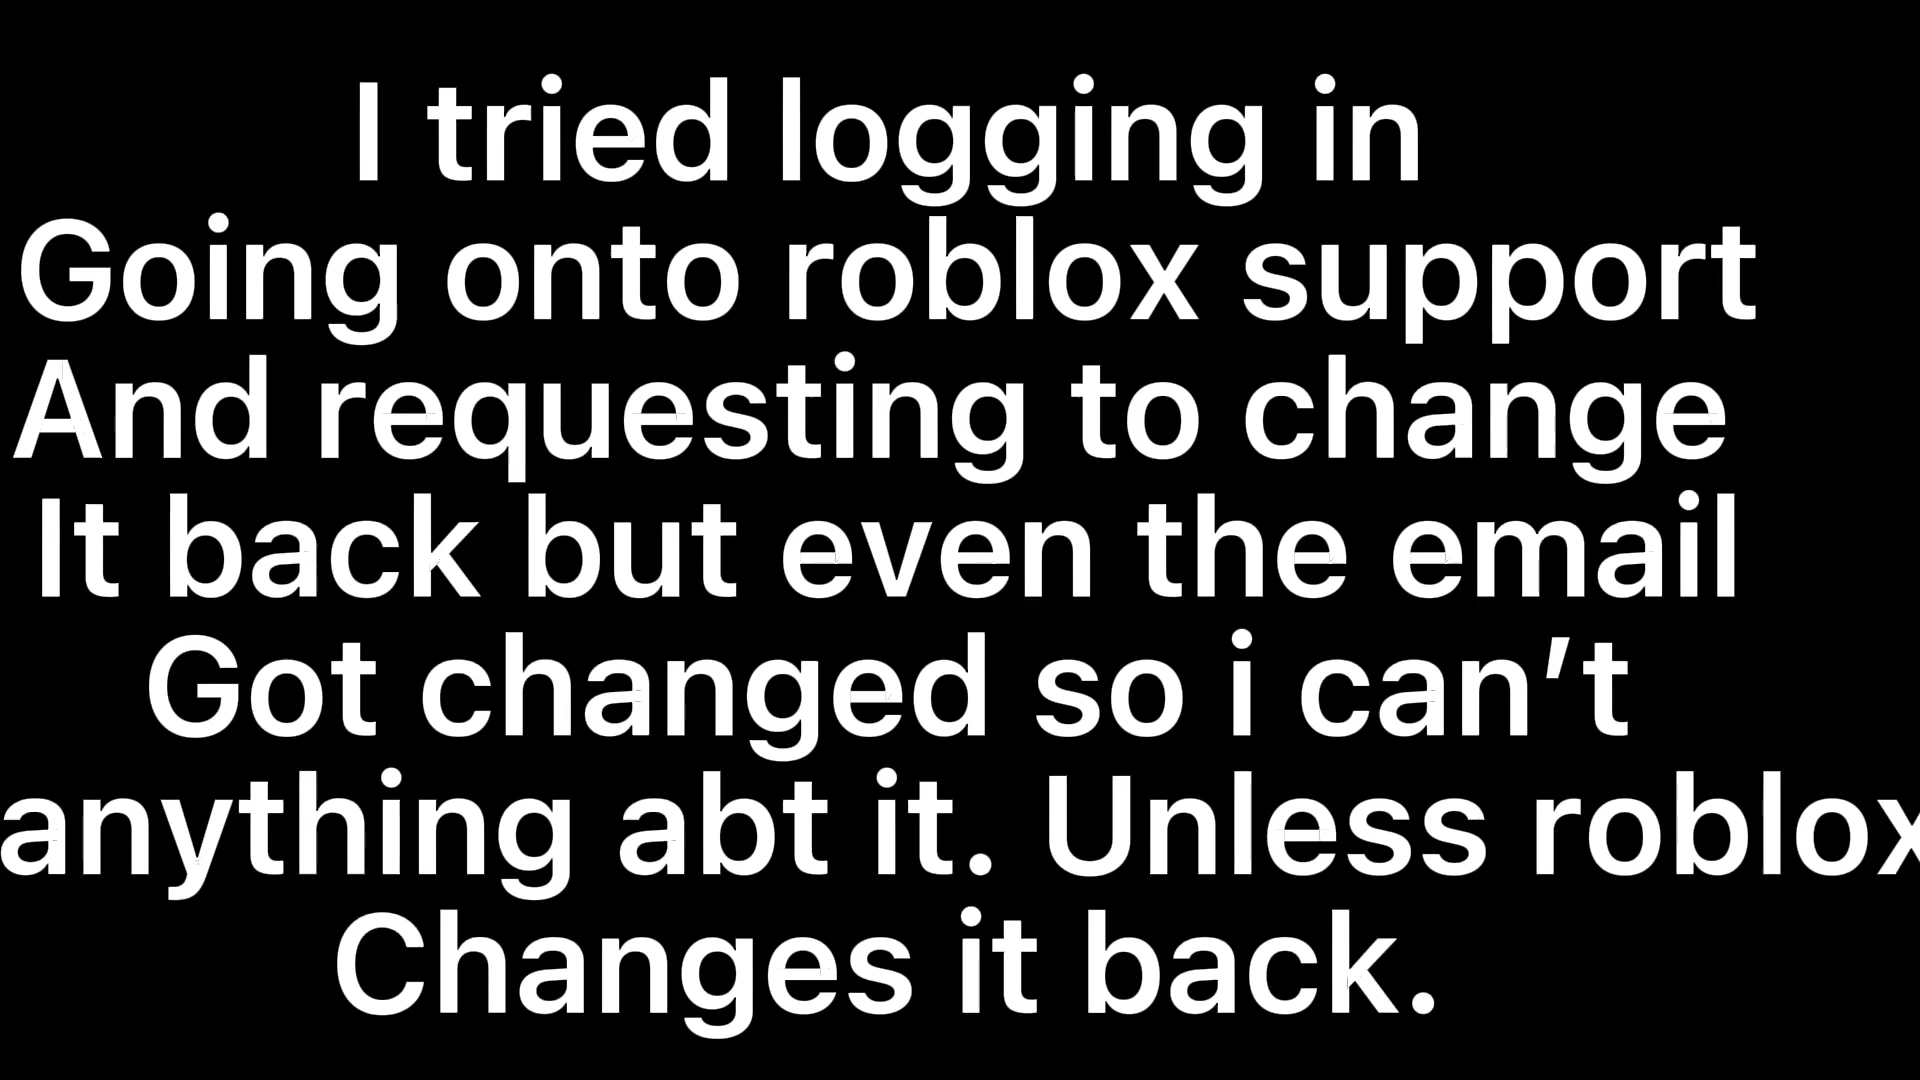 I tried logging in
Going onto roblox support
And requesting to change
It back but even the email
Got changed so i can’t
anything abt it. Unless roblox
Changes it back.